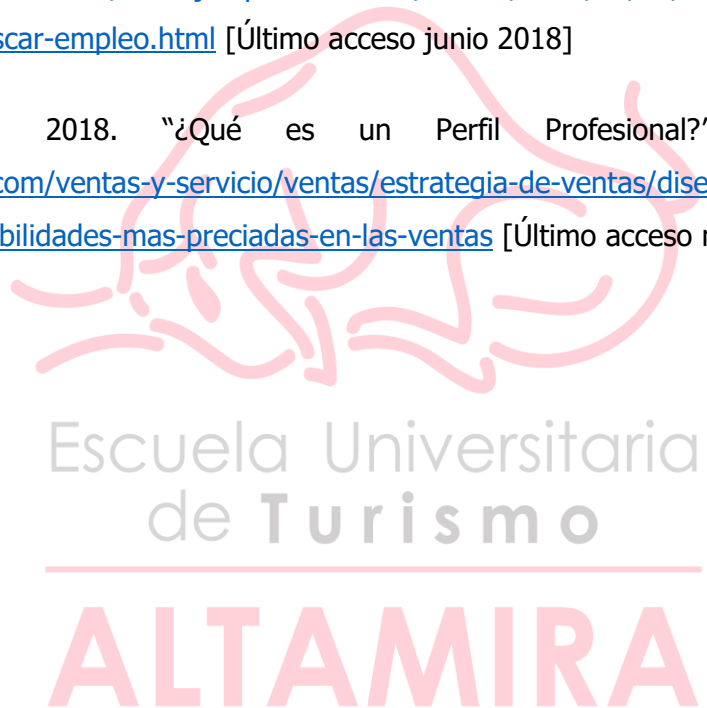 scar-empleo.html [Último acceso junio 2018]
2018. “¿Qué es un Perfil Profesional?”
com/ventas-y-servicio/ventas/estrategia-de-ventas/dise
bilidades-mas-preciadas-en-las-ventas [Último acceso
Escuela Universitaria
de Turismo
ALTAMIRA